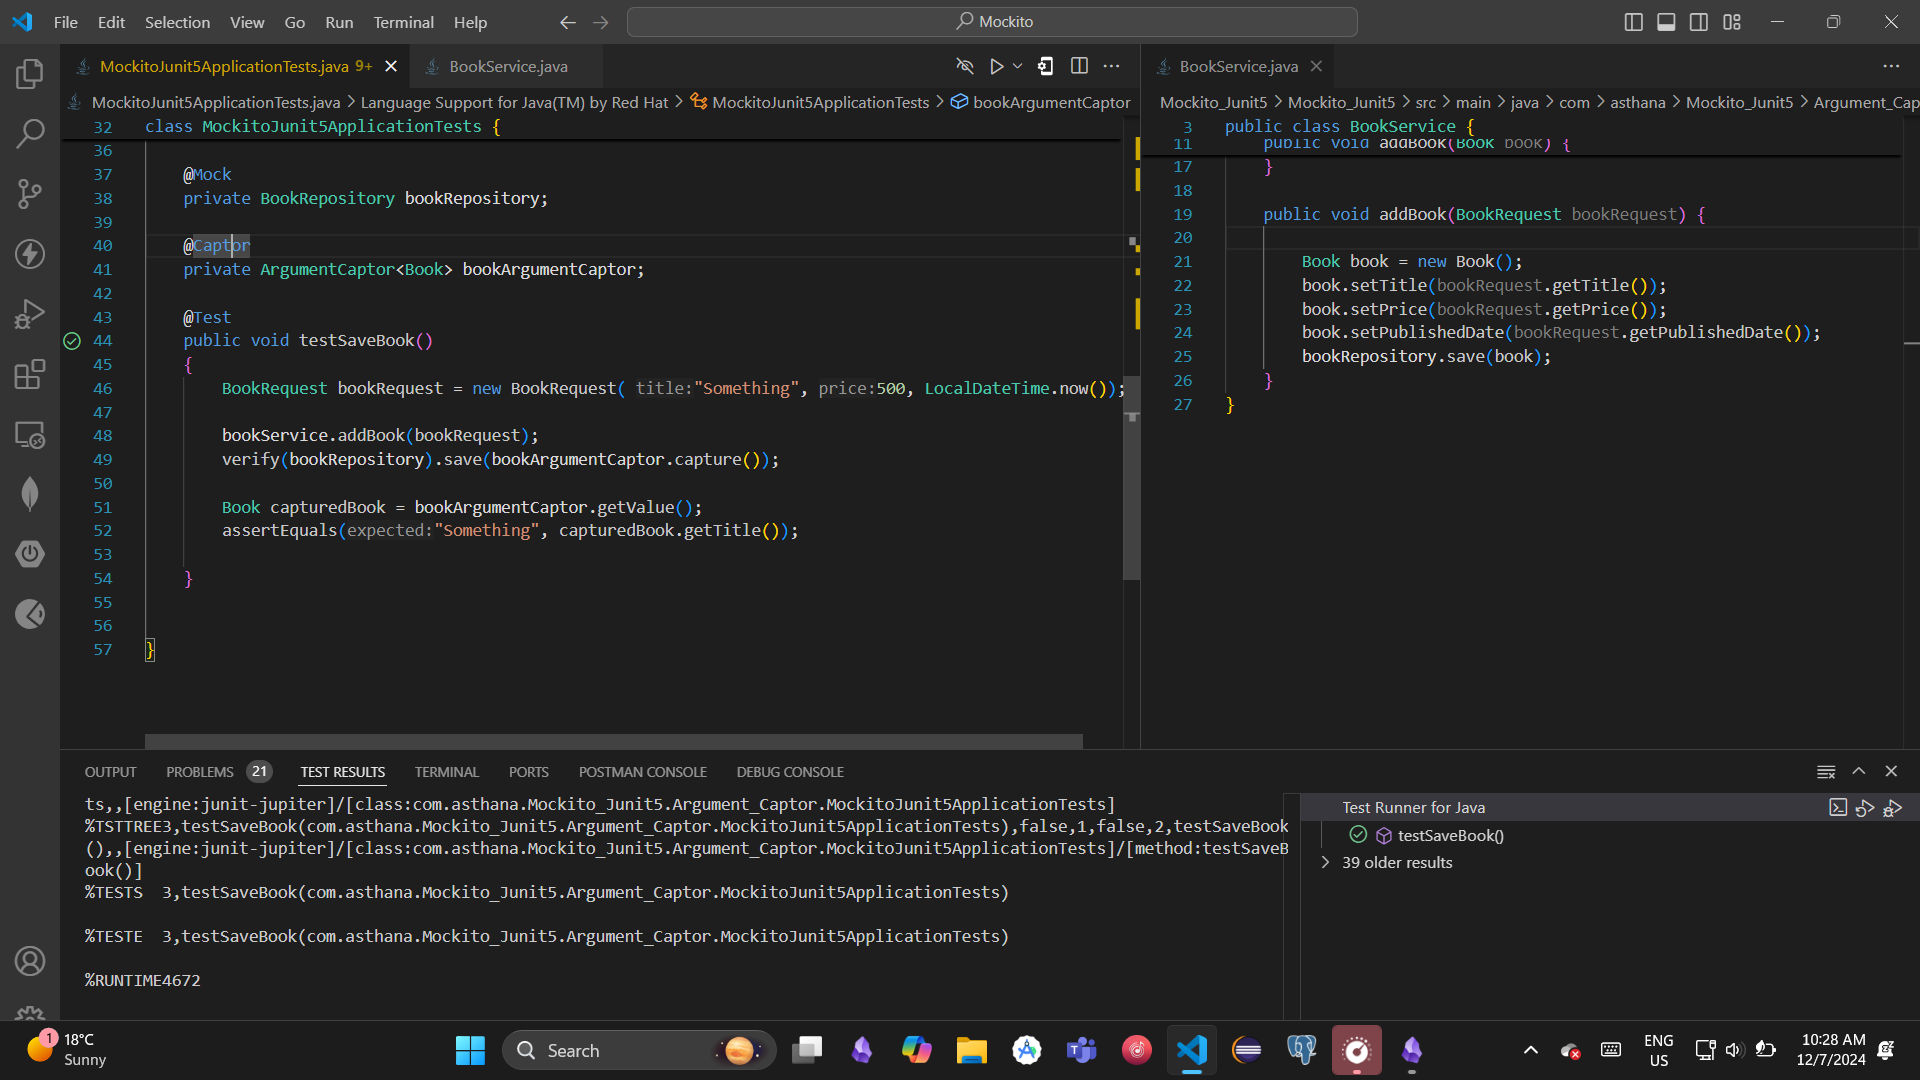 File Edit Selection View Go Run Terminal Help
Mockito
MockitoJunit5ApplicationTests.java 9+
BookService.java
BookService.java
MockitoJunit5ApplicationTests.java > Language Support for Java(TM) by Red Hat > MockitoJunit5ApplicationTests > bookArgumentCaptor
32 class MockitoJunit5ApplicationTests {
36
37 @Mock
38 private BookRepository bookRepository;
39
40 @Captor
41 private ArgumentCaptor<Book> bookArgumentCaptor;
42
43 @Test
44 public void testSaveBook()
45 {
46 BookRequest bookRequest = new BookRequest( title:"Something", price:500, LocalDateTime.now());
47
48 bookService.addBook(bookRequest);
49 verify(bookRepository).save(bookArgumentCaptor.capture());
50
51 Book capturedBook = bookArgumentCaptor.getValue();
52 assertEquals(expected:"Something", capturedBook.getTitle());
53
54 }
55
56
57 }
Mockito_Junit5 > Mockito_Junit5 > src > main > java > com > asthana > Mockito_Junit5 > Argument_Cap
3 public class BookService {
11 public void addBook(Book book) {
17 }
18
19 public void addBook(BookRequest bookRequest) {
20
21 Book book = new Book();
22 book.setTitle(bookRequest.getTitle());
23 book.setPrice(bookRequest.getPrice());
24 book.setPublishedDate(bookRequest.getPublishedDate());
25 bookRepository.save(book);
26 }
27 }
OUTPUT PROBLEMS 21 TEST RESULTS TERMINAL PORTS POSTMAN CONSOLE DEBUG CONSOLE
ts,,[engine:junit-jupiter]/[class:com.asthana.Mockito_Junit5.Argument_Captor.MockitoJunit5ApplicationTests]
%TSTTREE3,testSaveBook(com.asthana.Mockito_Junit5.Argument_Captor.MockitoJunit5ApplicationTests),false,1,false,2,testSaveBook
(),,[engine:junit-jupiter]/[class:com.asthana.Mockito_Junit5.Argument_Captor.MockitoJunit5ApplicationTests]/[method:testSaveB
ook()]
%TESTS  3,testSaveBook(com.asthana.Mockito_Junit5.Argument_Captor.MockitoJunit5ApplicationTests)
%TESTE  3,testSaveBook(com.asthana.Mockito_Junit5.Argument_Captor.MockitoJunit5ApplicationTests)
%RUNTIME4672
Test Runner for Java
testSaveBook()
39 older results
1
18°C
Sunny
Search
ENG
US
10:28 AM
12/7/2024